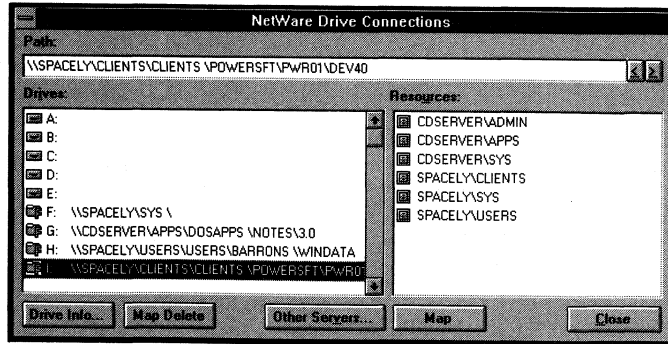 NetWare Drive Connections
Path:
\\SPACELY\CLIENTS\CLIENTS \POWERSFT\PWR01\DEV40
Drives:
A:
B:
C:
D:
E:
F: \\SPACELY\SYS \
G: \\CDSERVER\APPS\DOSAPPS \NOTES\3.0
H: \\SPACELY\USERS\USERS\BARRONS \WINDATA
I: \\SPACELY\CLIENTS\CLIENTS \POWERSFT\PWR0
Resources:
CDSERVER\ADMIN
CDSERVER\APPS
CDSERVER\SYS
SPACELY\CLIENTS
SPACELY\SYS
SPACELY\USERS
Drive Info... Map Delete Other Servers... Map Close